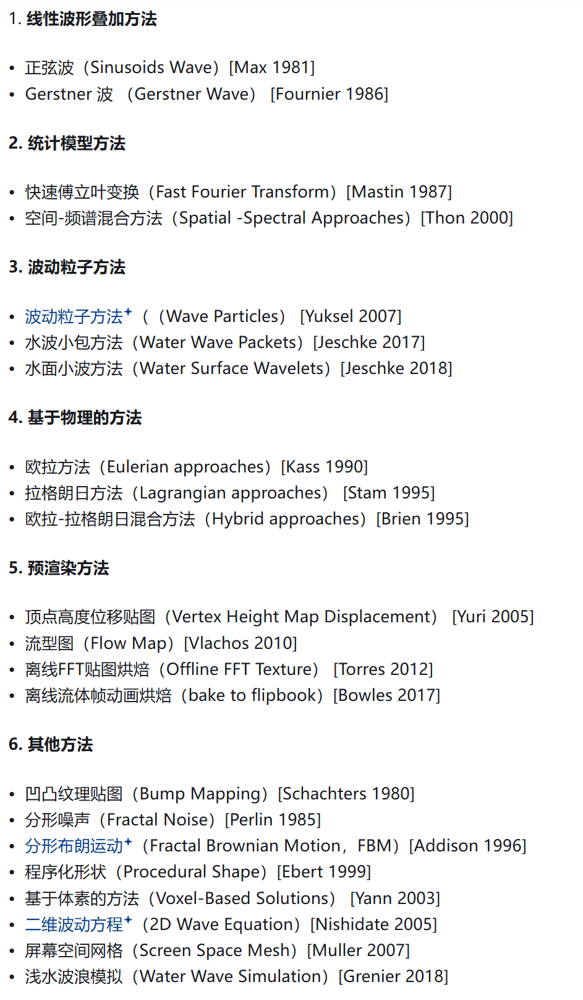 1. 线性波形叠加方法
• 正弦波（Sinusoids Wave）[Max 1981]
• Gerstner 波 （Gerstner Wave） [Fournier 1986]
2. 统计模型方法
• 快速傅立叶变换（Fast Fourier Transform）[Mastin 1987]
• 空间-频谱混合方法（Spatial -Spectral Approaches）[Thon 2000]
3. 波动粒子方法
• 波动粒子方法（（Wave Particles） [Yuksel 2007]
• 水波小包方法（Water Wave Packets）[Jeschke 2017]
• 水面小波方法（Water Surface Wavelets）[Jeschke 2018]
4. 基于物理的方法
• 欧拉方法（Eulerian approaches）[Kass 1990]
• 拉格朗日方法（Lagrangian approaches） [Stam 1995]
• 欧拉-拉格朗日混合方法（Hybrid approaches）[Brien 1995]
5. 预渲染方法
• 顶点高度位移贴图（Vertex Height Map Displacement） [Yuri 2005]
• 流型图（Flow Map）[Vlachos 2010]
• 离线FFT贴图烘焙（Offline FFT Texture） [Torres 2012]
• 离线流体帧动画烘焙（bake to flipbook）[Bowles 2017]
6. 其他方法
• 凹凸纹理贴图（Bump Mapping）[Schachters 1980]
• 分形噪声（Fractal Noise）[Perlin 1985]
• 分形布朗运动（Fractal Brownian Motion，FBM）[Addison 1996]
• 程序化形状（Procedural Shape）[Ebert 1999]
• 基于体素的方法（Voxel-Based Solutions） [Yann 2003]
• 二维波动方程（2D Wave Equation）[Nishidate 2005]
• 屏幕空间网格（Screen Space Mesh）[Muller 2007]
• 浅水波浪模拟（Water Wave Simulation）[Grenier 2018]